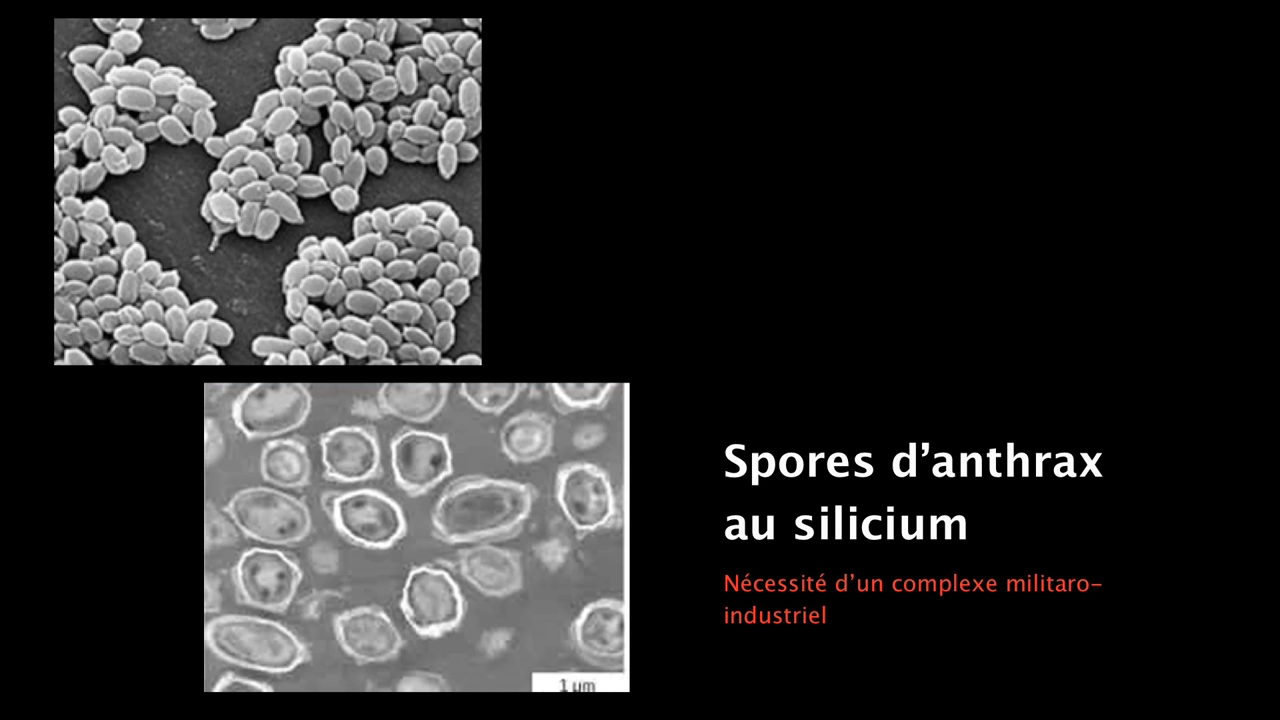 1 µm
Spores d’anthrax
au silicium
Nécessité d’un complexe militaro-
industriel